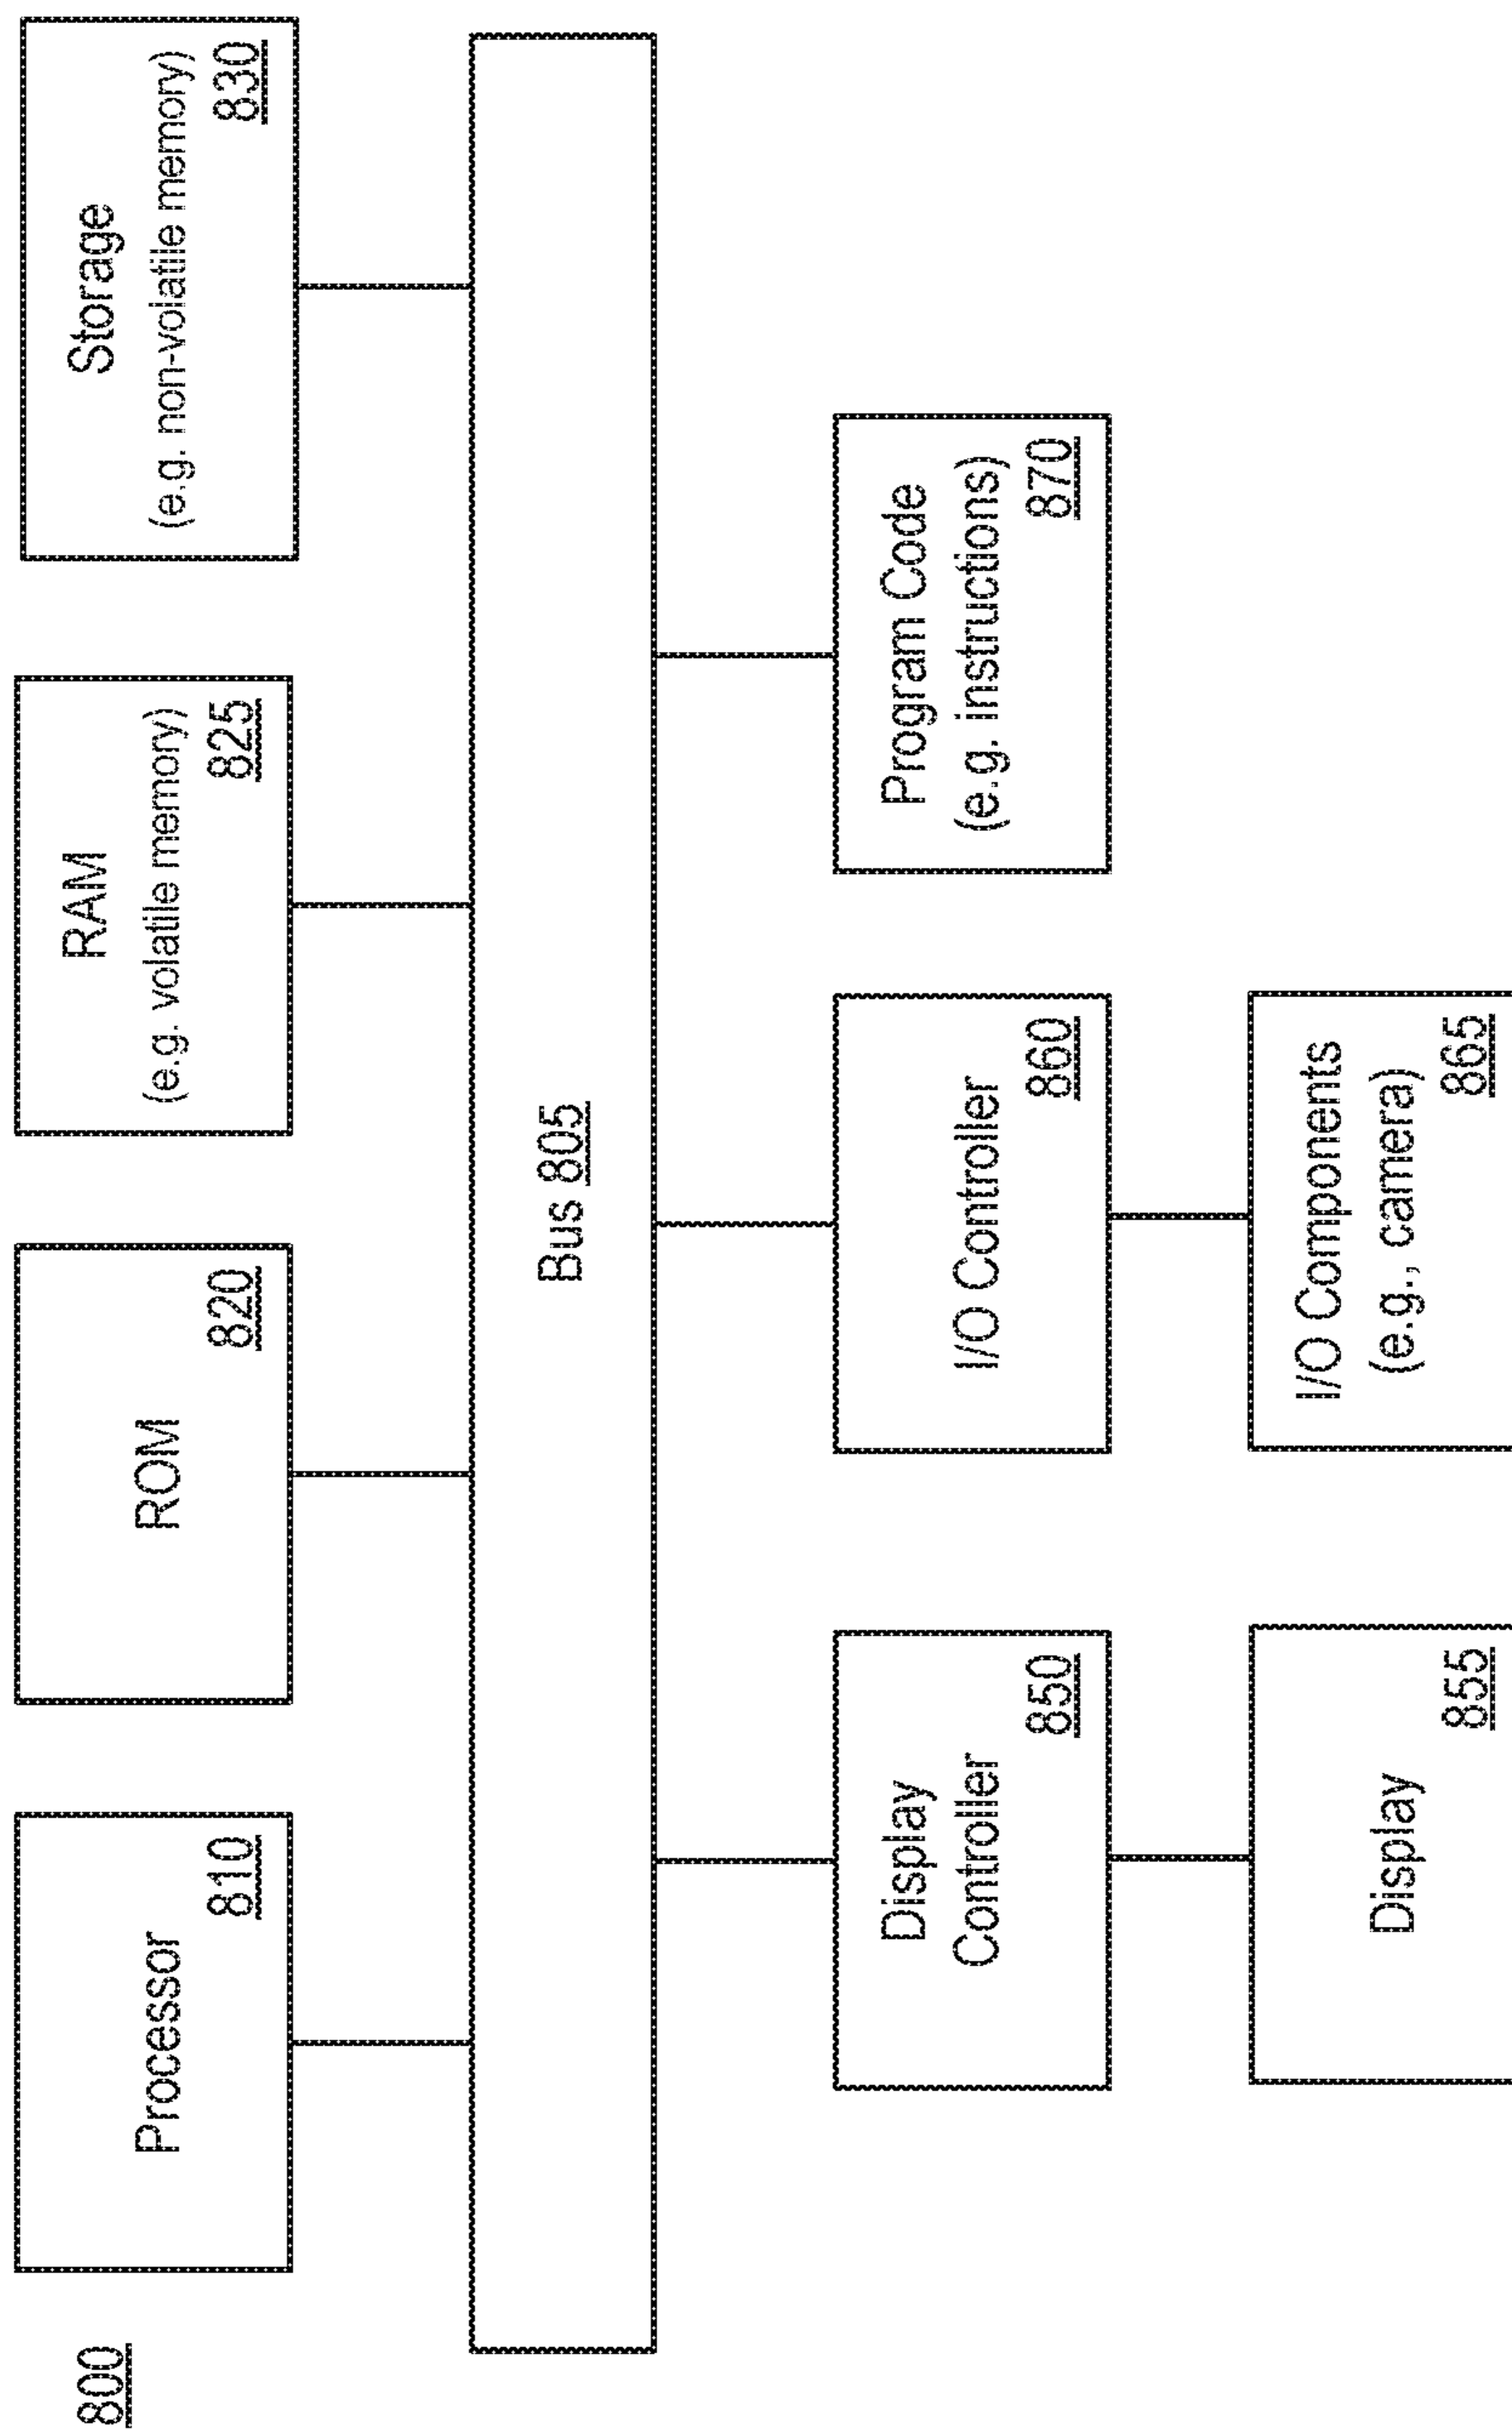 800
Processor
810
ROM
820
RAM
(e.g. volatile memory)
825
Storage
(e.g. non-volatile memory)
830
Bus 805
Display
Controller
850
I/O Controller
860
Program Code
(e.g. instructions)
870
Display
855
I/O Components
(e.g., camera)
865